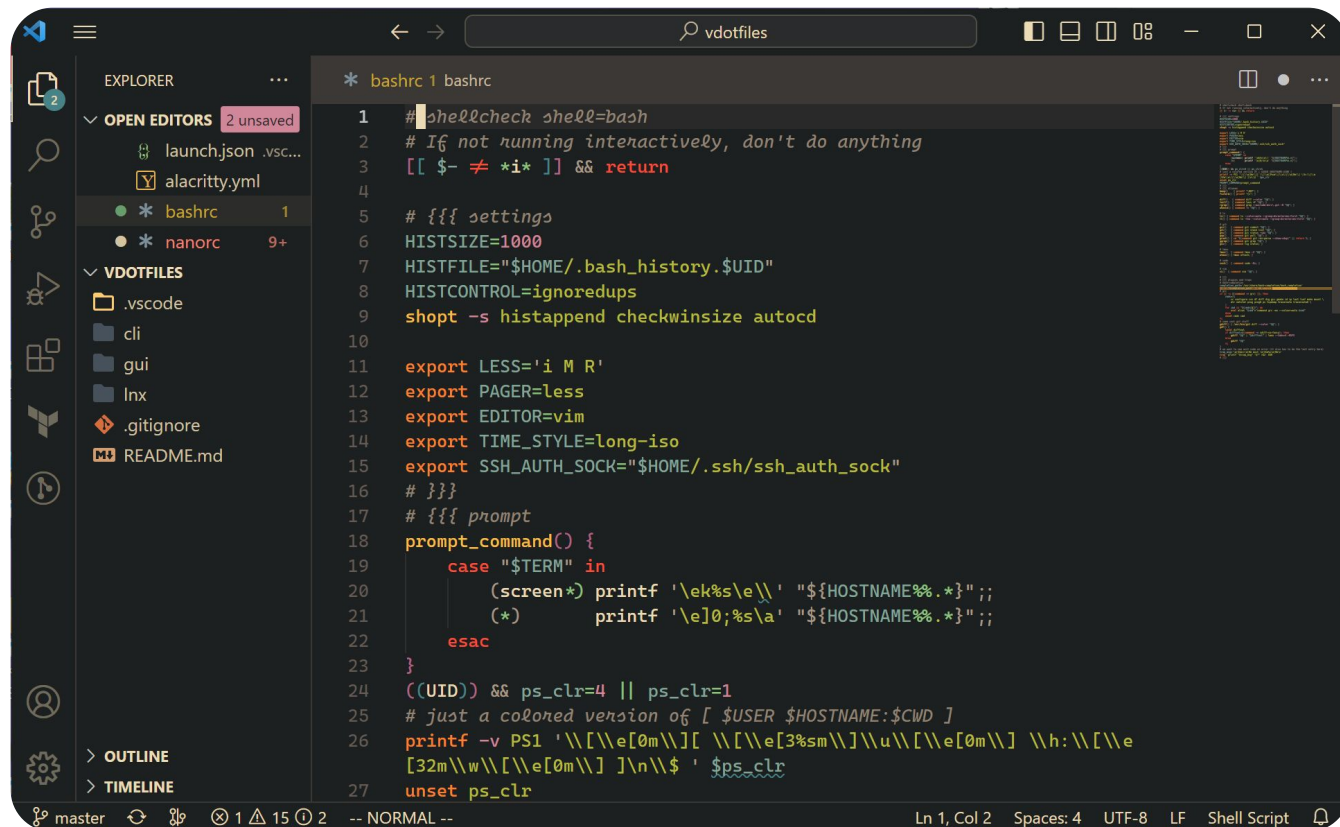 vdotfiles
EXPLORER
2
OPEN EDITORS 2 unsaved
launch.json .vsc...
alacritty.yml
bashrc 1
nanorc 9+
VDOTFILES
.vscode
cli
gui
lnx
.gitignore
README.md
OUTLINE
TIMELINE
bashrc 1 bashrc
1 # shellcheck shell=bash
2 # If not running interactively, don't do anything
3 [[ $- != *i* ]] && return
4
5 # {{{ settings
6 HISTSIZE=1000
7 HISTFILE="$HOME/.bash_history.$UID"
8 HISTCONTROL=ignoredups
9 shopt -s histappend checkwinsize autocd
10
11 export LESS='i M R'
12 export PAGER=less
13 export EDITOR=vim
14 export TIME_STYLE=long-iso
15 export SSH_AUTH_SOCK="$HOME/.ssh/ssh_auth_sock"
16 # }}}
17 # {{{ prompt
18 prompt_command() {
19 case "$TERM" in
20 (screen*) printf '\ek%s\e\\' "${HOSTNAME%%.*}";;
21 (*) printf '\e]0;%s\a' "${HOSTNAME%%.*}";;
22 esac
23 }
24 ((UID)) && ps_clr=4 || ps_clr=1
25 # just a colored version of [ $USER $HOSTNAME:$CWD ]
26 printf -v PS1 '\\[\\e[0m\\][ \\[\\e[3%sm\\]\\u\\[\\e[0m\\] \\h:\\[\\e
[32m\\w\\[\\e[0m\\] ]\n\\$ ' $ps_clr
27 unset ps_clr
master 1 15 2 -- NORMAL -- Ln 1, Col 2 Spaces: 4 UTF-8 LF Shell Script